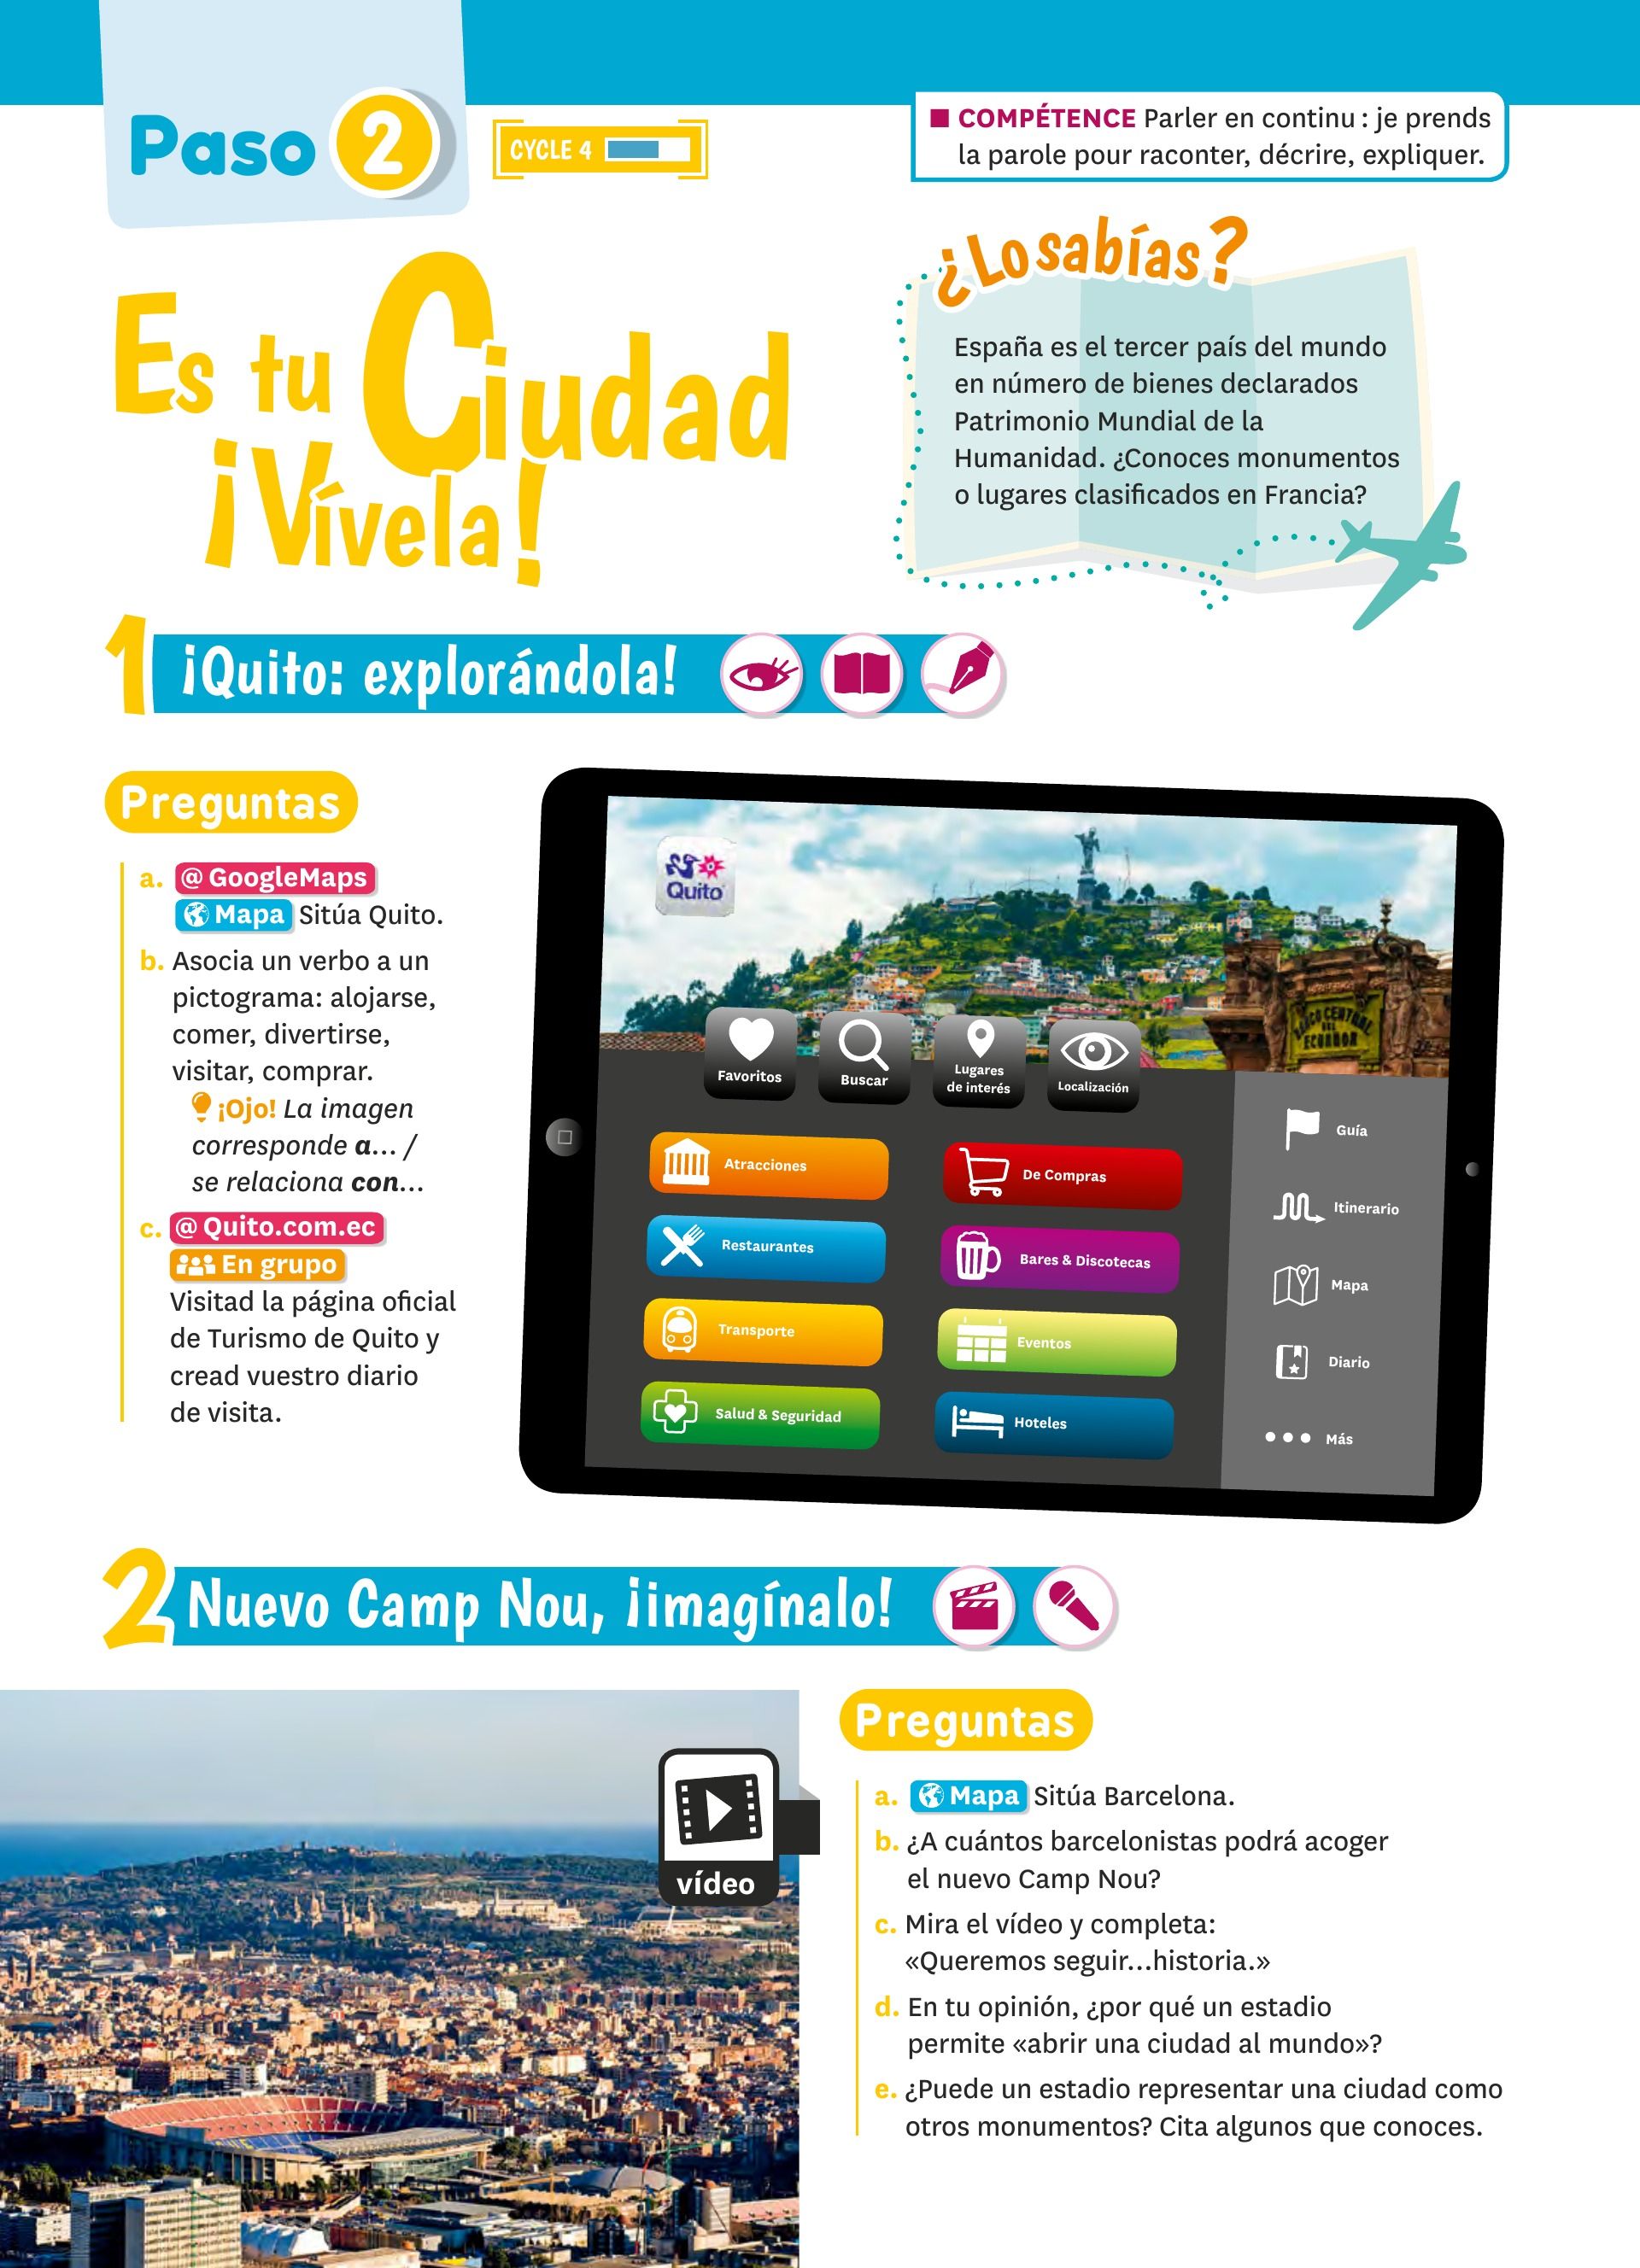 Paso 2
CYCLE 4
■ COMPÉTENCE Parler en continu : je prends
la parole pour raconter, décrire, expliquer.
Es tu Ciudad
¡Vívela!
¿Lo sabías?
España es el tercer país del mundo
en número de bienes declarados
Patrimonio Mundial de la
Humanidad. ¿Conoces monumentos
o lugares clasificados en Francia?
1 ¡Quito: explorándola!
Preguntas
a. @ GoogleMaps
Mapa Sitúa Quito.
b. Asocia un verbo a un
pictograma: alojarse,
comer, divertirse,
visitar, comprar.
¡Ojo! La imagen
corresponde a… /
se relaciona con…
c. @ Quito.com.ec
En grupo
Visitad la página oficial
de Turismo de Quito y
cread vuestro diario
de visita.
Quito
BANCO CENTRAL
DEL
ECUADOR
Favoritos
Buscar
Lugares
de interés
Localización
Atracciones
De Compras
Restaurantes
Bares & Discotecas
Transporte
Eventos
Salud & Seguridad
Hoteles
Guía
Itinerario
Mapa
Diario
Más
2 Nuevo Camp Nou, ¡imagínalo!
vídeo
Preguntas
a. Mapa Sitúa Barcelona.
b. ¿A cuántos barcelonistas podrá acoger
el nuevo Camp Nou?
c. Mira el vídeo y completa:
«Queremos seguir…historia.»
d. En tu opinión, ¿por qué un estadio
permite «abrir una ciudad al mundo»?
e. ¿Puede un estadio representar una ciudad como
otros monumentos? Cita algunos que conoces.